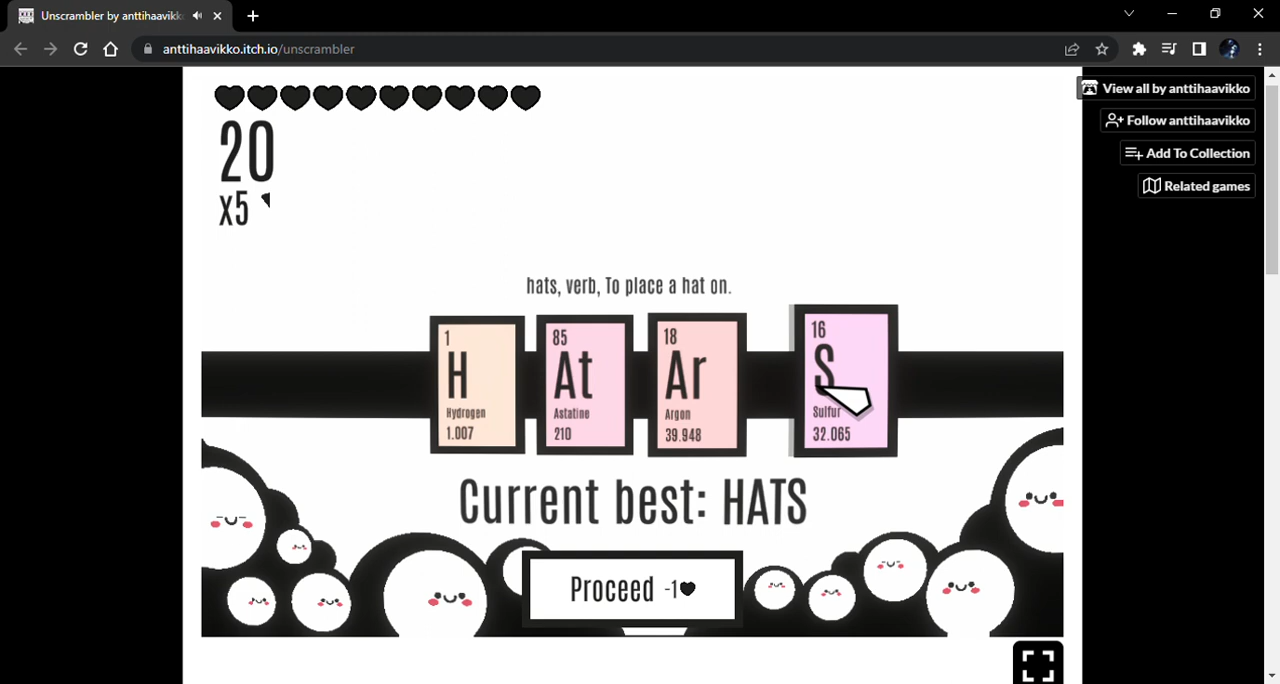 Unscrambler by anttihaavikk
anttihaavikko.itch.io/unscrambler
View all by anttihaavikko
Follow anttihaavikko
Add To Collection
Related games
20
x5
hats, verb, To place a hat on.
1
H
Hydrogen
1.007
85
At
Astatine
210
18
Ar
Argon
39.948
16
S
Sulfur
32.065
Current best: HATS
Proceed -1